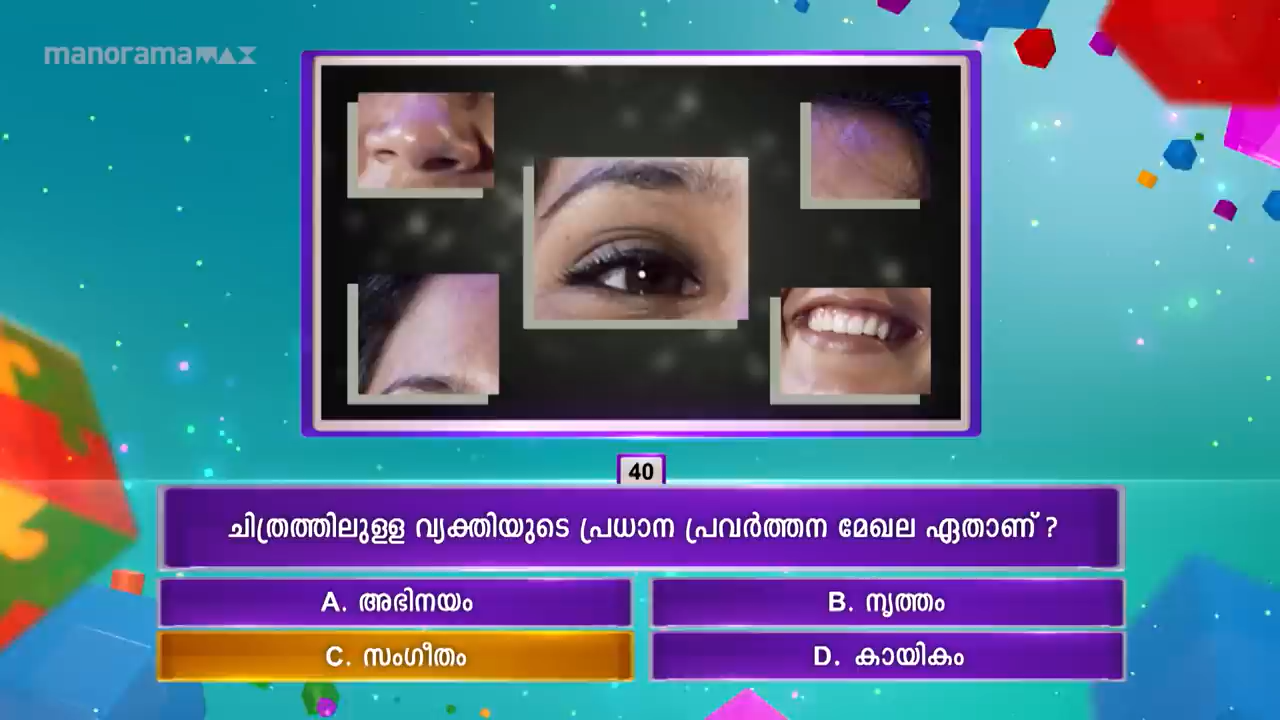 manoramaMAX
40
ചിത്രത്തിലുള്ള വ്യക്തിയുടെ പ്രധാന പ്രവർത്തന മേഖല ഏതാണ് ?
A. അഭിനയം
B. നൃത്തം
C. സംഗീതം
D. കായികം